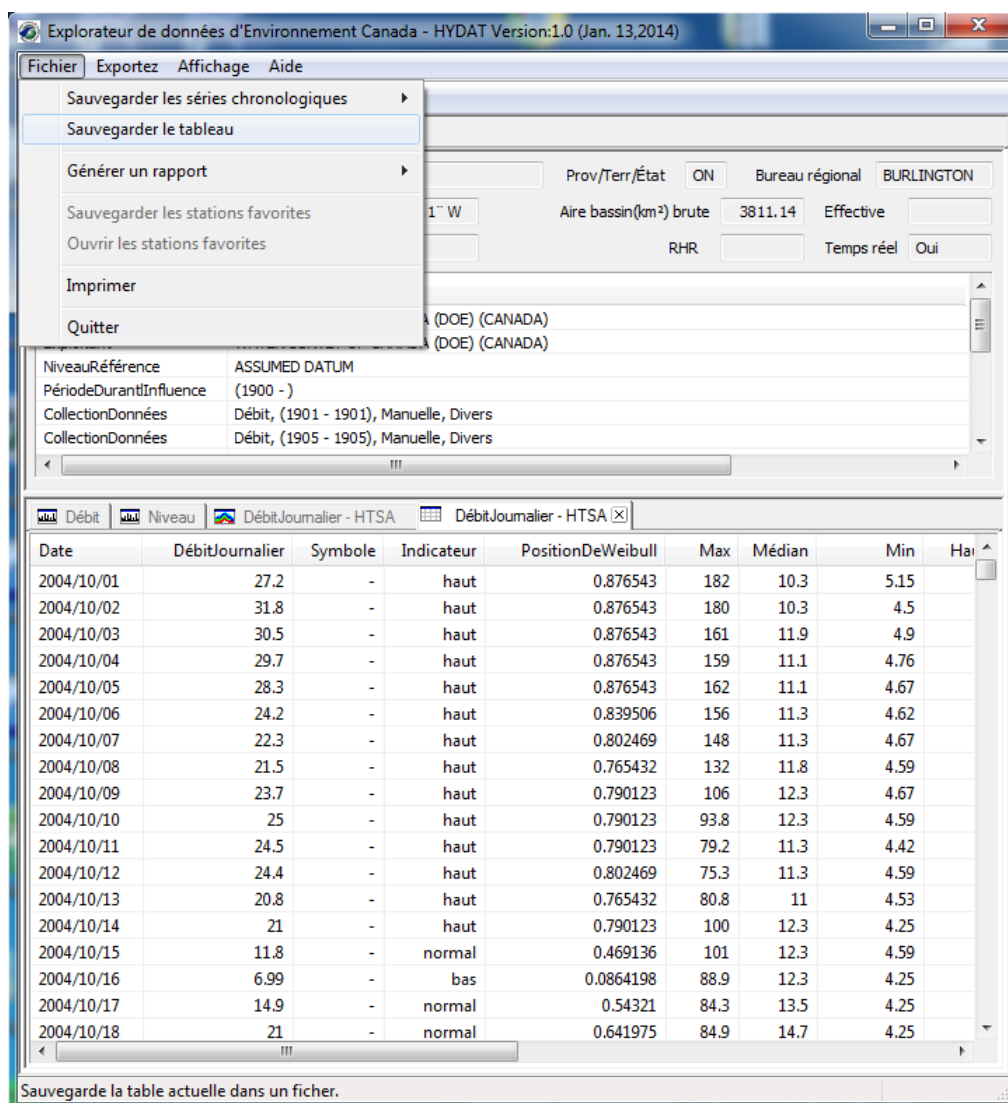 Explorateur de données d'Environnement Canada - HYDAT Version:1.0 (Jan. 13,2014)
Fichier Exportez Affichage Aide
Sauvegarder les séries chronologiques
Sauvegarder le tableau
Générer un rapport
Sauvegarder les stations favorites
Ouvrir les stations favorites
Imprimer
Quitter
Prov/Terr/État ON Bureau régional BURLINGTON
1¨ W Aire bassin(km²) brute 3811.14 Effective
RHR Temps réel Oui
(DOE) (CANADA)
(DOE) (CANADA)
NiveauRéférence ASSUMED DATUM
PériodeDurantlInfluence (1900 - )
CollectionDonnées Débit, (1901 - 1901), Manuelle, Divers
CollectionDonnées Débit, (1905 - 1905), Manuelle, Divers
Débit Niveau DébitJournalier - HTSA DébitJournalier - HTSA
Date DébitJournalier Symbole Indicateur PositionDeWeibull Max Médian Min
2004/10/01 27.2 - haut 0.876543 182 10.3 5.15
2004/10/02 31.8 - haut 0.876543 180 10.3 4.5
2004/10/03 30.5 - haut 0.876543 161 11.9 4.9
2004/10/04 29.7 - haut 0.876543 159 11.1 4.76
2004/10/05 28.3 - haut 0.876543 162 11.1 4.67
2004/10/06 24.2 - haut 0.839506 156 11.3 4.62
2004/10/07 22.3 - haut 0.802469 148 11.3 4.67
2004/10/08 21.5 - haut 0.765432 132 11.8 4.59
2004/10/09 23.7 - haut 0.790123 106 12.3 4.67
2004/10/10 25 - haut 0.790123 93.8 12.3 4.59
2004/10/11 24.5 - haut 0.790123 79.2 11.3 4.42
2004/10/12 24.4 - haut 0.802469 75.3 11.3 4.59
2004/10/13 20.8 - haut 0.765432 80.8 11 4.53
2004/10/14 21 - haut 0.790123 100 12.3 4.25
2004/10/15 11.8 - normal 0.469136 101 12.3 4.59
2004/10/16 6.99 - bas 0.0864198 88.9 12.3 4.25
2004/10/17 14.9 - normal 0.54321 84.3 13.5 4.25
2004/10/18 21 - normal 0.641975 84.9 14.7 4.25
Sauvegarde la table actuelle dans un ficher.